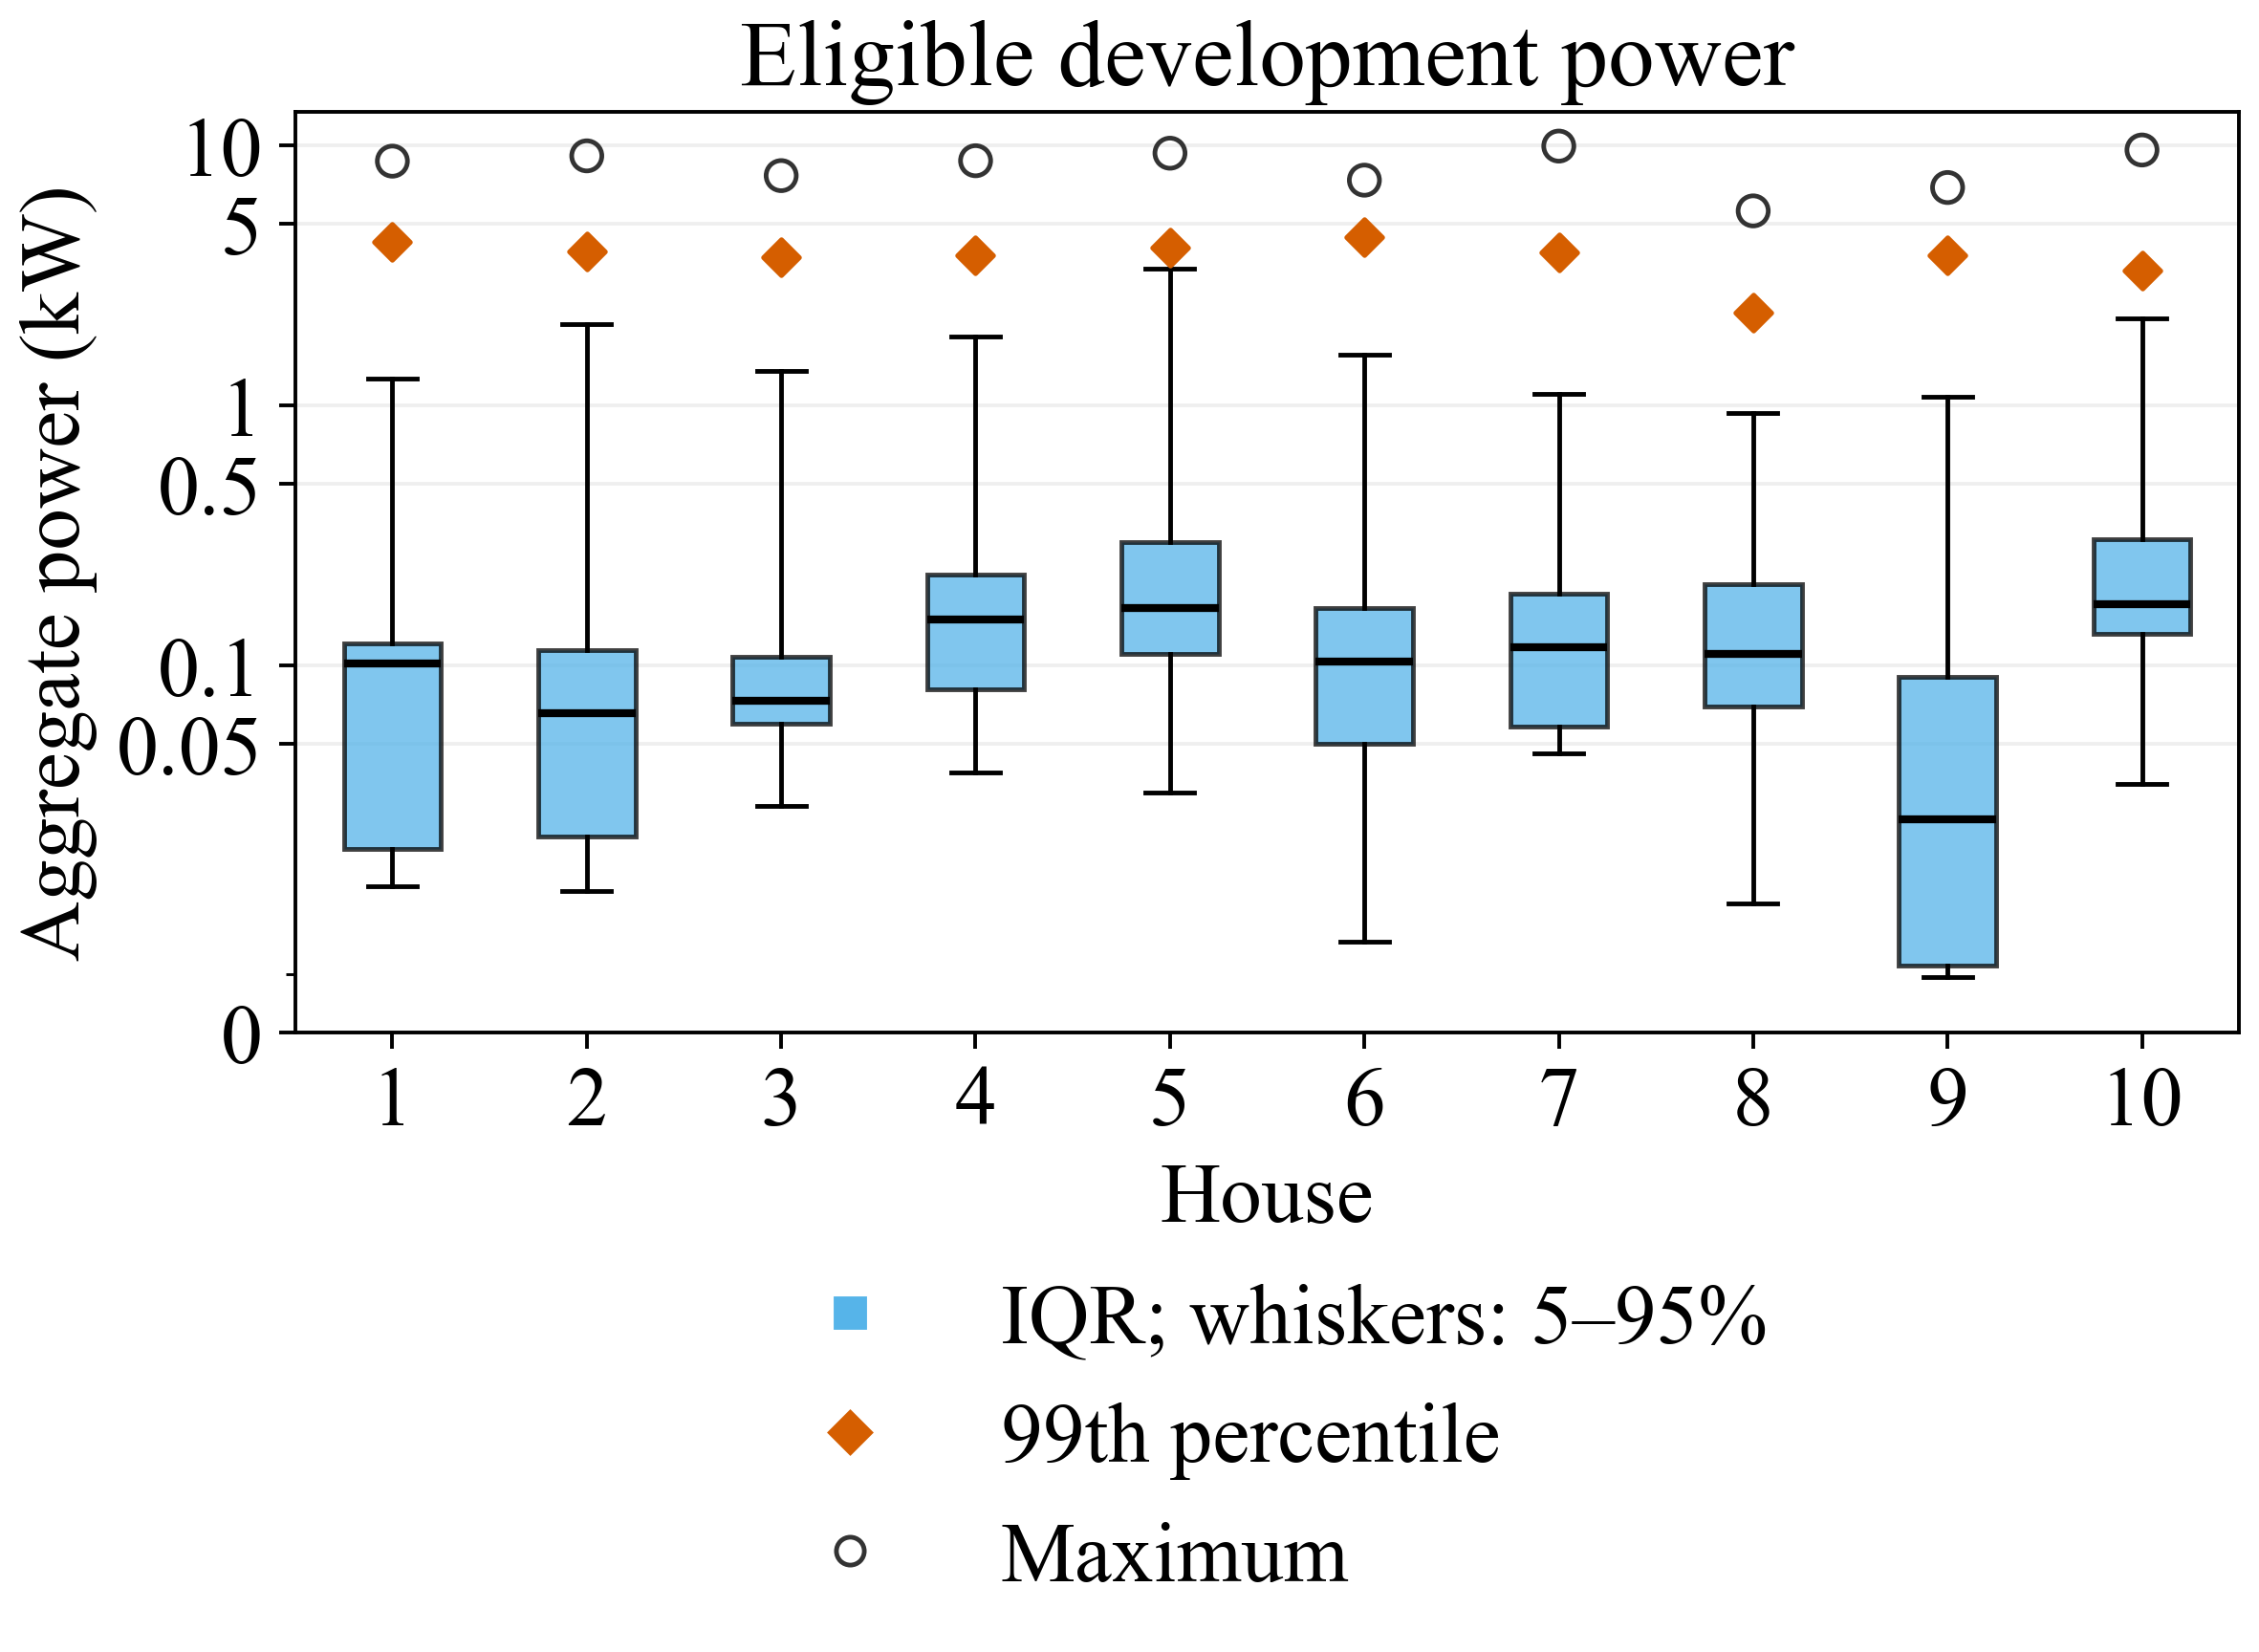 Eligible development power
Aggregate power (kW)
10
5
1
0.5
0.1
0.05
0
1 2 3 4 5 6 7 8 9 10
House
IQR; whiskers: 5–95%
99th percentile
Maximum